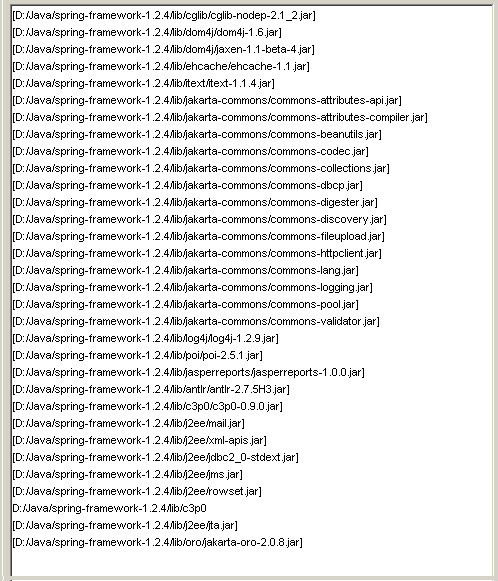 [D:/Java/spring-framework-1.2.4/lib/cglib/cglib-nodep-2.1_2.jar]
[D:/Java/spring-framework-1.2.4/lib/dom4j/dom4j-1.6.jar]
[D:/Java/spring-framework-1.2.4/lib/dom4j/jaxen-1.1-beta-4.jar]
[D:/Java/spring-framework-1.2.4/lib/ehcache/ehcache-1.1.jar]
[D:/Java/spring-framework-1.2.4/lib/itext/itext-1.1.4.jar]
[D:/Java/spring-framework-1.2.4/lib/jakarta-commons/commons-attributes-api.jar]
[D:/Java/spring-framework-1.2.4/lib/jakarta-commons/commons-attributes-compiler.jar]
[D:/Java/spring-framework-1.2.4/lib/jakarta-commons/commons-beanutils.jar]
[D:/Java/spring-framework-1.2.4/lib/jakarta-commons/commons-codec.jar]
[D:/Java/spring-framework-1.2.4/lib/jakarta-commons/commons-collections.jar]
[D:/Java/spring-framework-1.2.4/lib/jakarta-commons/commons-dbcp.jar]
[D:/Java/spring-framework-1.2.4/lib/jakarta-commons/commons-digester.jar]
[D:/Java/spring-framework-1.2.4/lib/jakarta-commons/commons-discovery.jar]
[D:/Java/spring-framework-1.2.4/lib/jakarta-commons/commons-fileupload.jar]
[D:/Java/spring-framework-1.2.4/lib/jakarta-commons/commons-httpclient.jar]
[D:/Java/spring-framework-1.2.4/lib/jakarta-commons/commons-lang.jar]
[D:/Java/spring-framework-1.2.4/lib/jakarta-commons/commons-logging.jar]
[D:/Java/spring-framework-1.2.4/lib/jakarta-commons/commons-pool.jar]
[D:/Java/spring-framework-1.2.4/lib/jakarta-commons/commons-validator.jar]
[D:/Java/spring-framework-1.2.4/lib/log4j/log4j-1.2.9.jar]
[D:/Java/spring-framework-1.2.4/lib/poi/poi-2.5.1.jar]
[D:/Java/spring-framework-1.2.4/lib/jasperreports/jasperreports-1.0.0.jar]
[D:/Java/spring-framework-1.2.4/lib/antlr/antlr-2.7.5H3.jar]
[D:/Java/spring-framework-1.2.4/lib/c3p0/c3p0-0.9.0.jar]
[D:/Java/spring-framework-1.2.4/lib/j2ee/mail.jar]
[D:/Java/spring-framework-1.2.4/lib/j2ee/xml-apis.jar]
[D:/Java/spring-framework-1.2.4/lib/j2ee/jdbc2_0-stdext.jar]
[D:/Java/spring-framework-1.2.4/lib/j2ee/jms.jar]
[D:/Java/spring-framework-1.2.4/lib/j2ee/rowset.jar]
D:/Java/spring-framework-1.2.4/lib/c3p0
[D:/Java/spring-framework-1.2.4/lib/j2ee/jta.jar]
[D:/Java/spring-framework-1.2.4/lib/oro/jakarta-oro-2.0.8.jar]